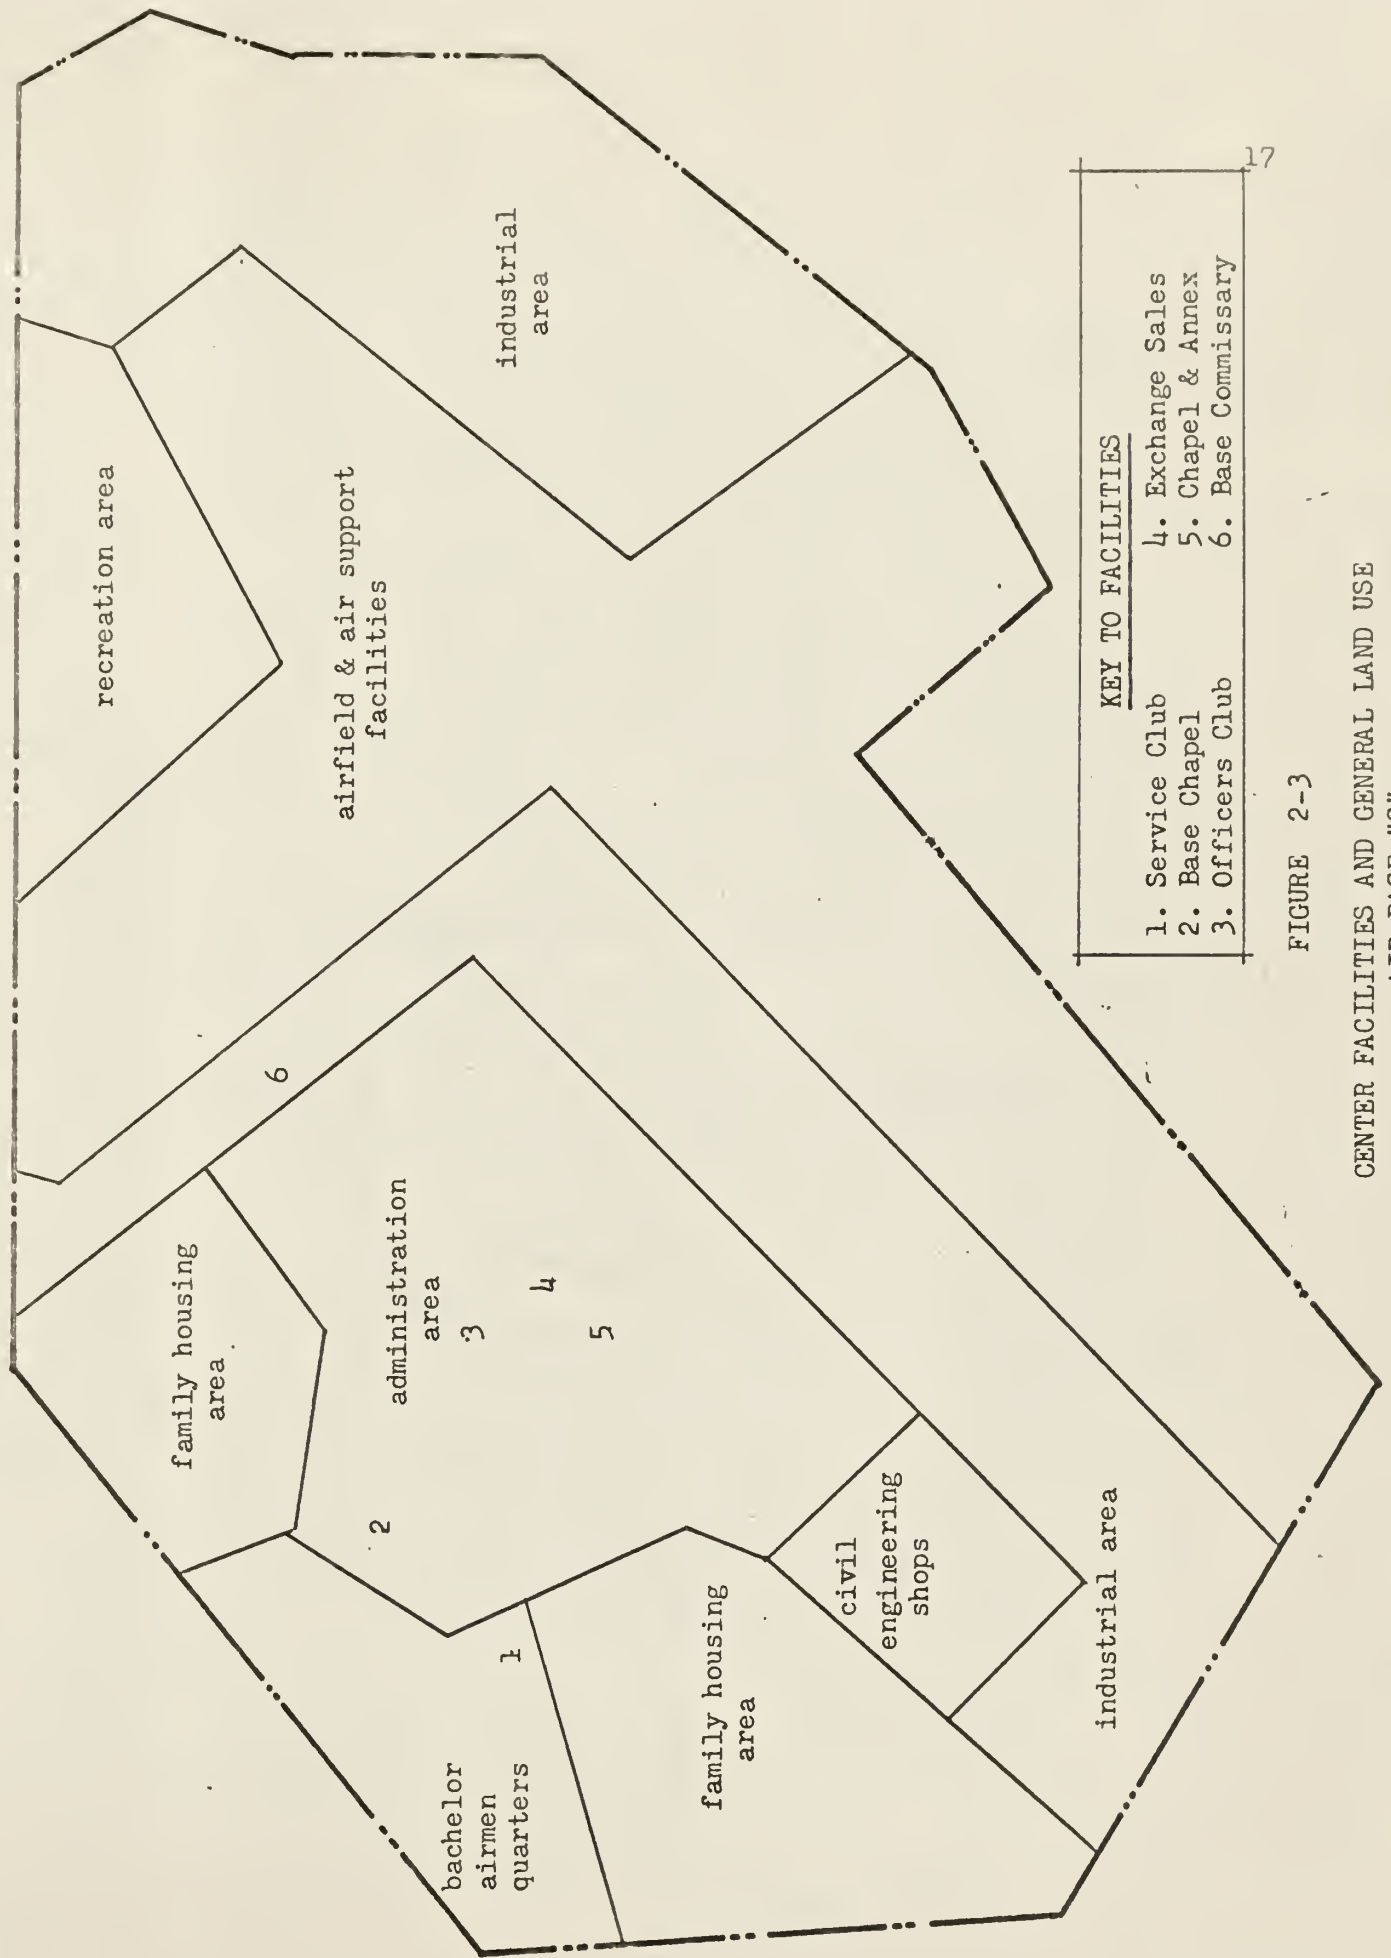 recreation area
family housing
area
6
airfield & air support
facilities
2
administration
area
3
4
5
industrial
area
bachelor
airmen
quarters
1
family housing
area
civil
engineering
shops
industrial area
KEY TO FACILITIES
1. Service Club
2. Base Chapel
3. Officers Club
4. Exchange Sales
5. Chapel & Annex
6. Base Commissary
17
FIGURE 2-3
CENTER FACILITIES AND GENERAL LAND USE
AIR BASE